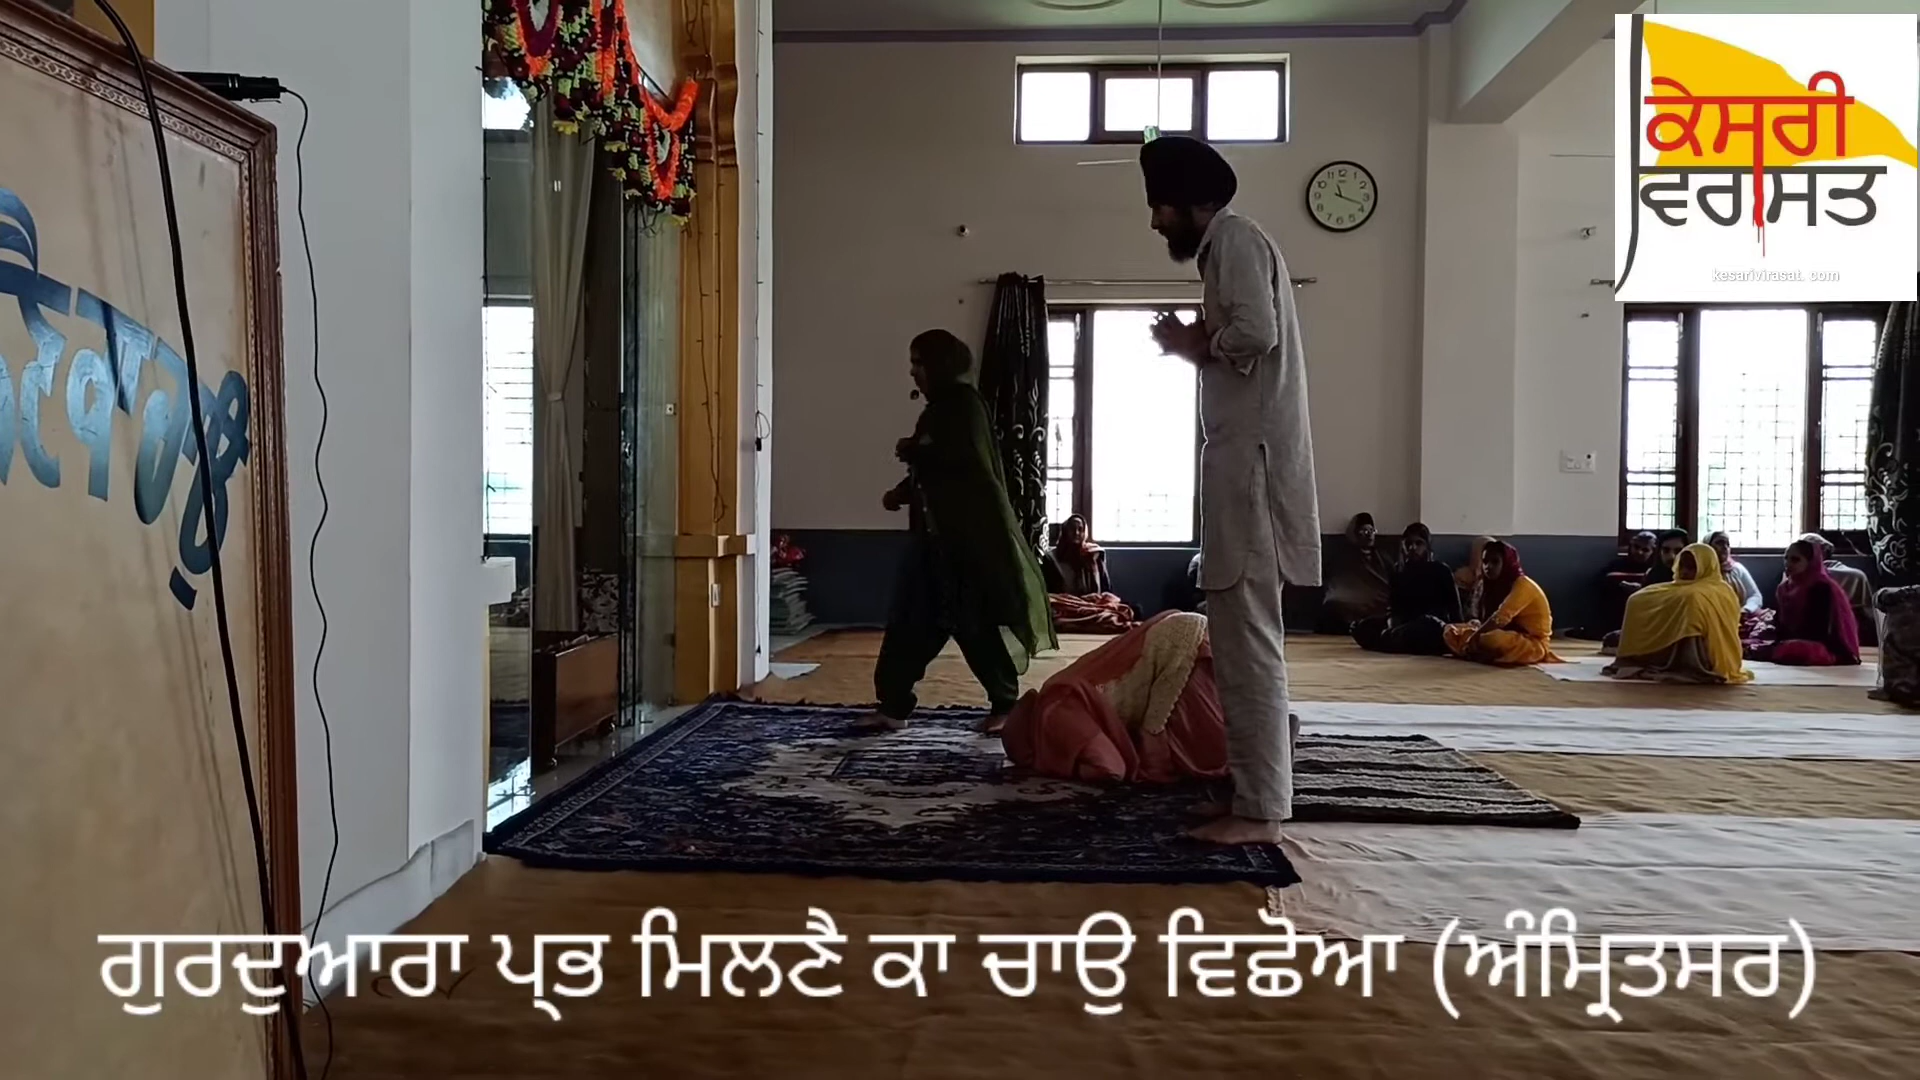 ਕੇਸਰੀ
ਵਿਰਾਸਤ
kesarivirasat. com
ਗੁਰਦੁਆਰਾ ਪ੍ਰਭ ਮਿਲਣੈ ਕਾ ਚਾਉ ਵਿਛੋਆ (ਅੰਮ੍ਰਿਤਸਰ)